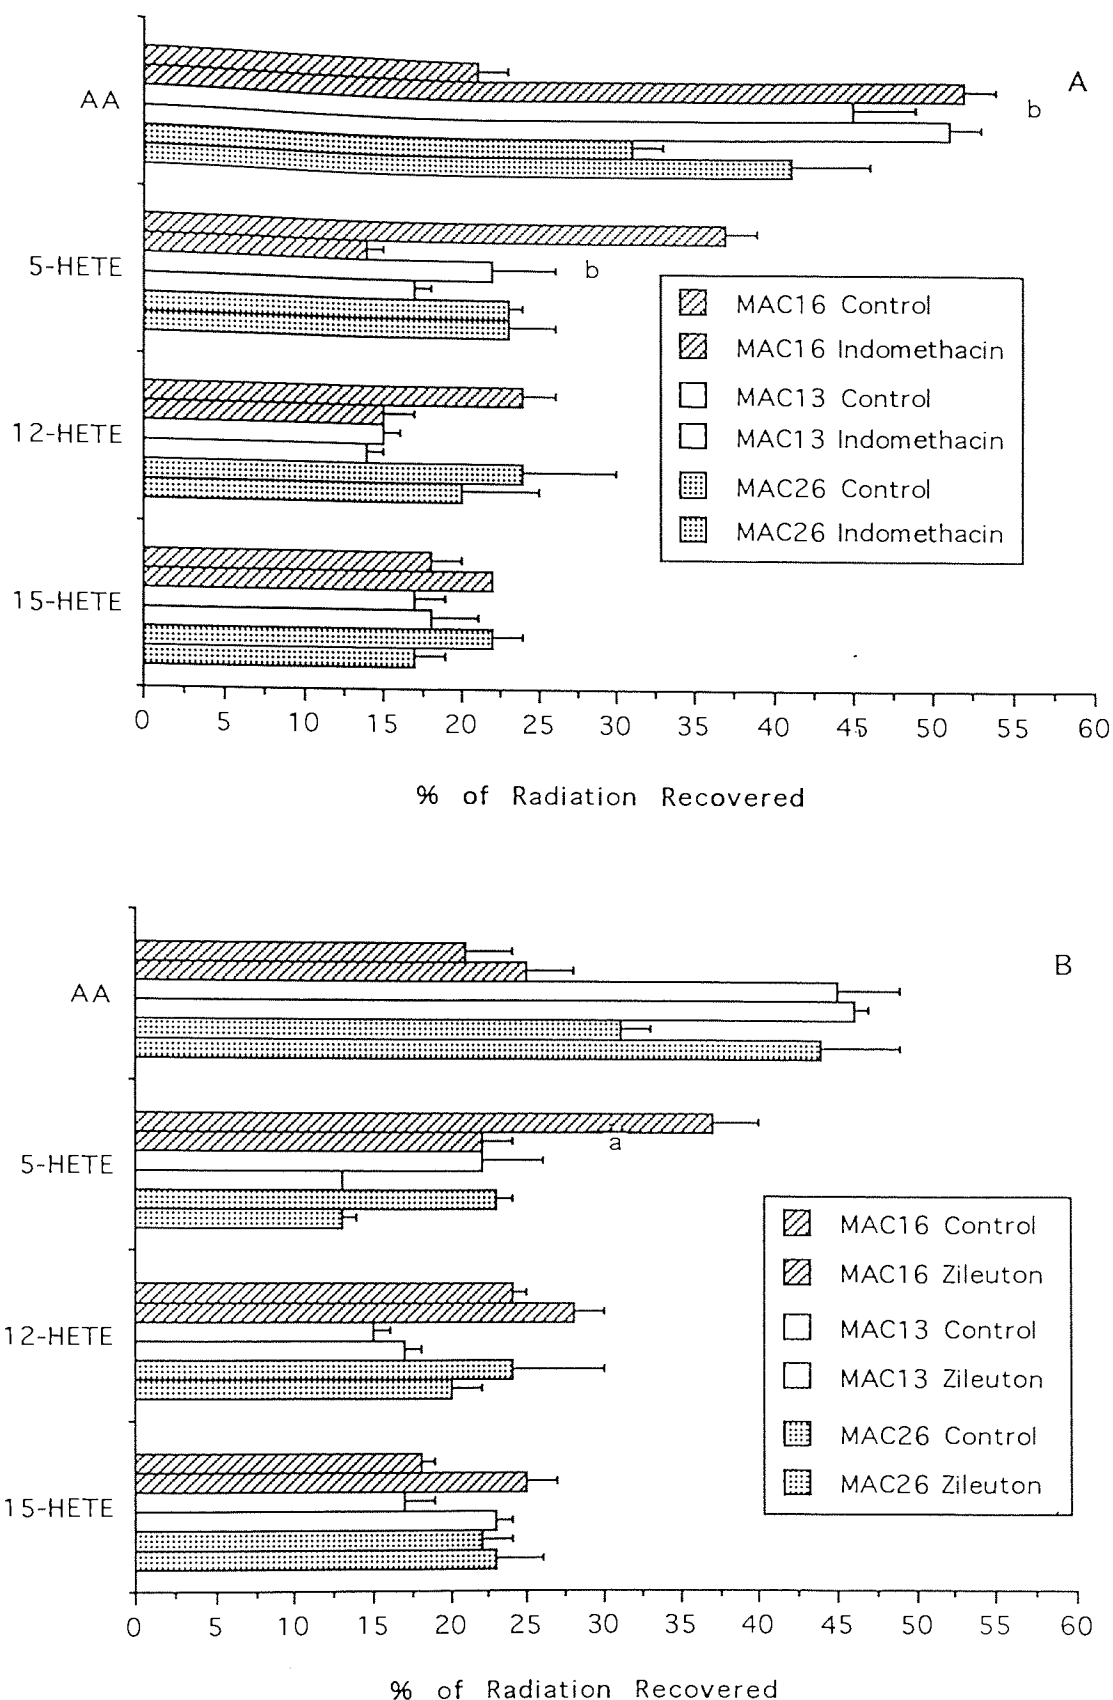 A
AA
b
5-HETE
b
MAC16 Control
MAC16 Indomethacin
MAC13 Control
MAC13 Indomethacin
MAC26 Control
MAC26 Indomethacin
12-HETE
15-HETE
0 5 10 15 20 25 30 35 40 45 50 55 60
% of Radiation Recovered
B
AA
a
5-HETE
MAC16 Control
MAC16 Zileuton
MAC13 Control
MAC13 Zileuton
MAC26 Control
MAC26 Zileuton
12-HETE
15-HETE
0 5 10 15 20 25 30 35 40 45 50 55 60
% of Radiation Recovered